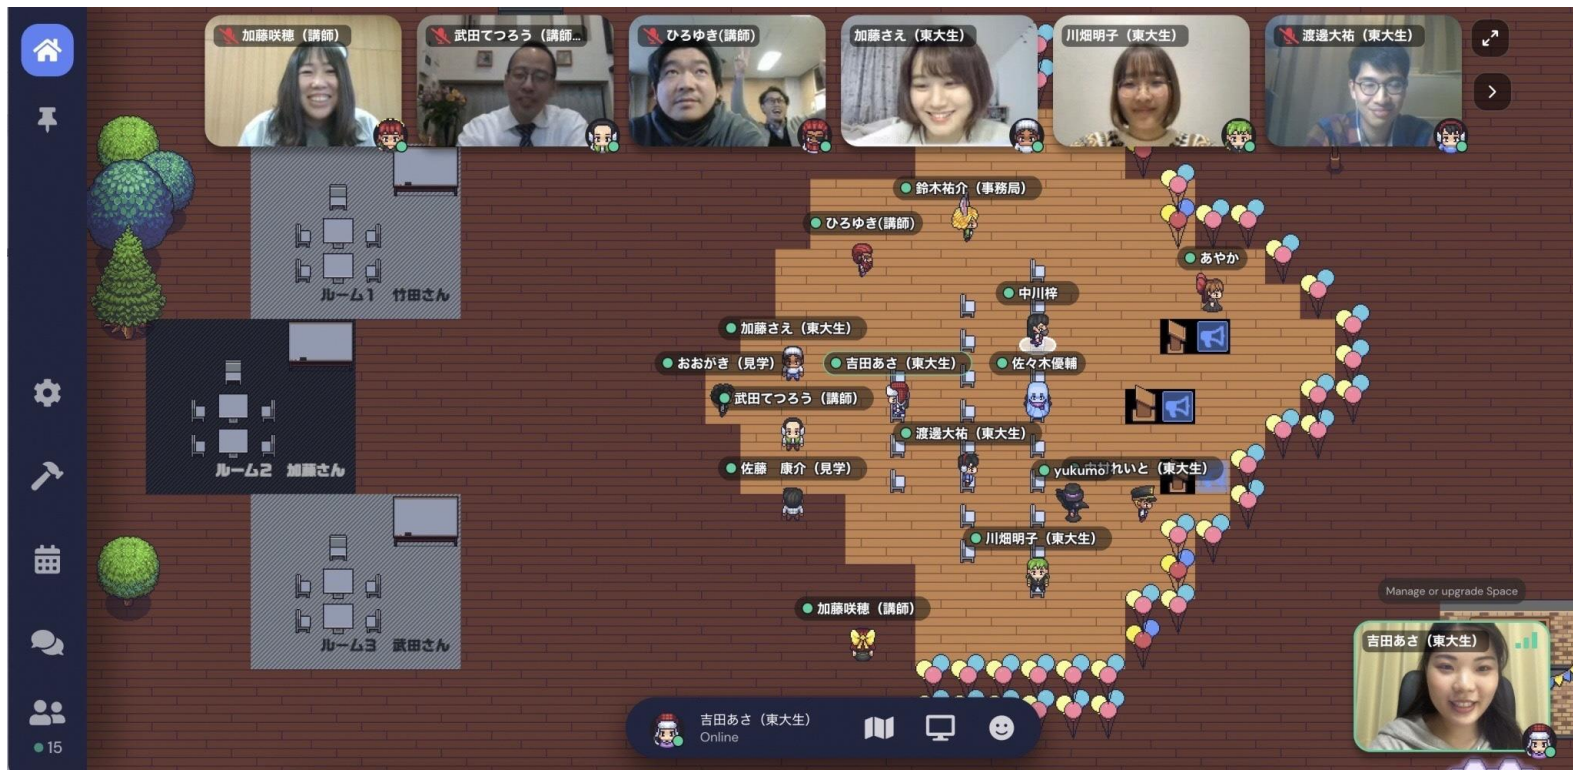 加藤咲穂（講師）
武田てつろう（講師...
ひろゆき(講師)
加藤さえ（東大生）
川畑明子（東大生）
渡邊大祐（東大生）
鈴木祐介（事務局）
ひろゆき(講師)
あやか
中川梓
ルーム1　竹田さん
加藤さえ（東大生）
おおがき（見学）
吉田あさ（東大生）
佐々木優輔
武田てつろう（講師）
渡邊大祐（東大生）
佐藤　康介（見学）
yukumo
れいと（東大生）
ルーム2　加藤さん
川畑明子（東大生）
加藤咲穂（講師）
ルーム3　武田さん
Manage or upgrade Space
吉田あさ（東大生）
吉田あさ（東大生）
Online
15